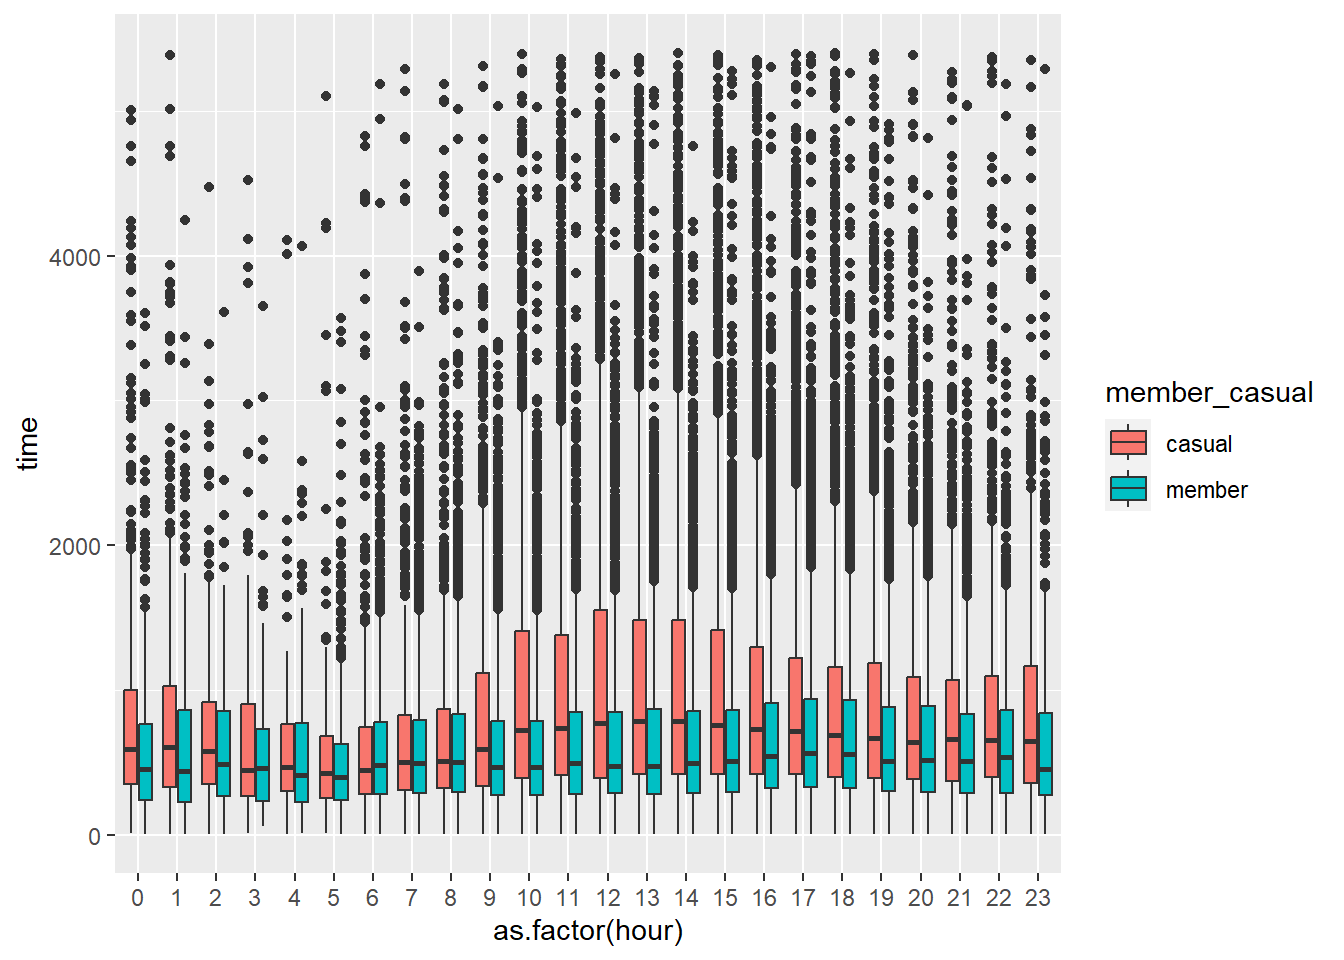 4000
2000
0
time
0 1 2 3 4 5 6 7 8 9 10 11 12 13 14 15 16 17 18 19 20 21 22 23
as.factor(hour)
member_casual
casual
member